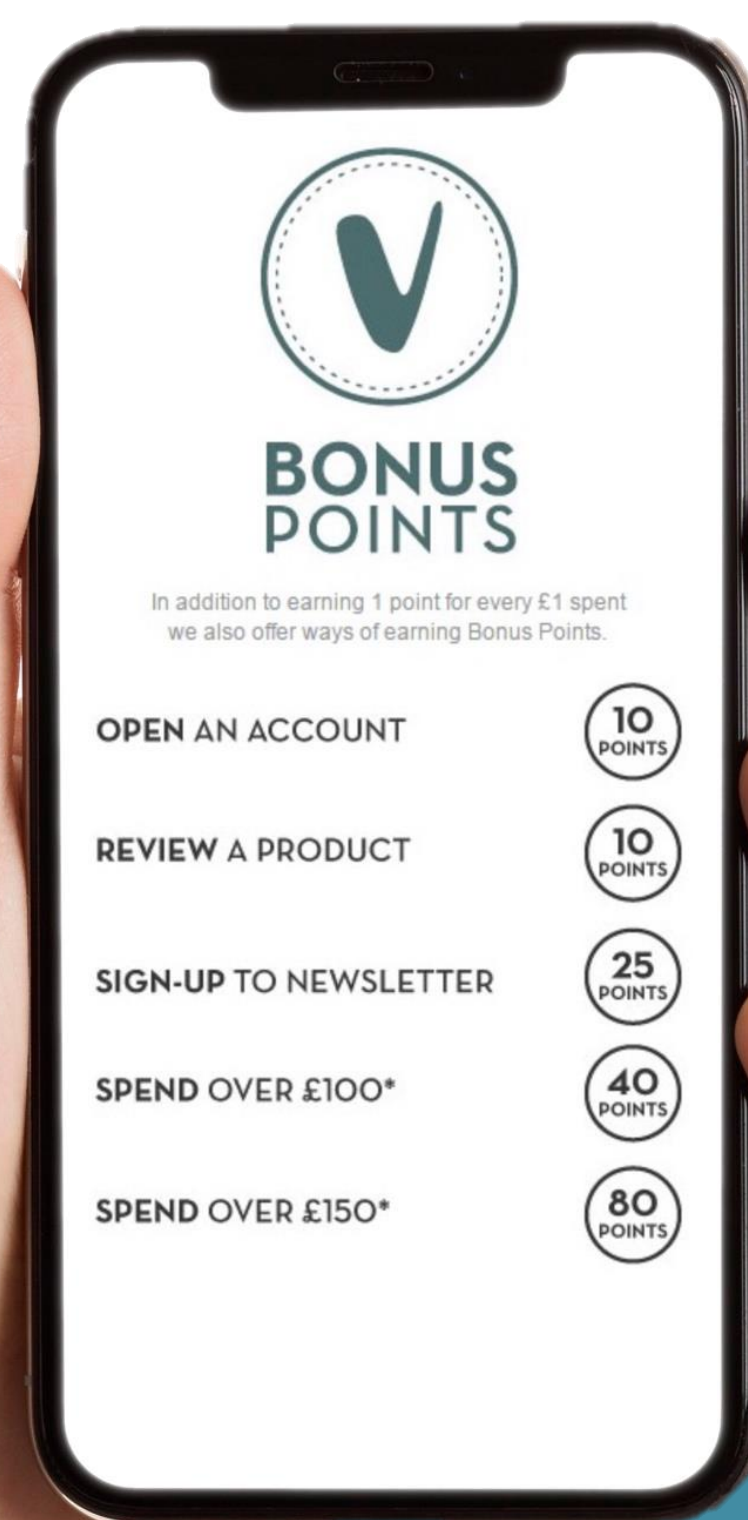 V
BONUS
POINTS
In addition to earning 1 point for every £1 spent
we also offer ways of earning Bonus Points.
OPEN AN ACCOUNT
10
POINTS
REVIEW A PRODUCT
10
POINTS
SIGN-UP TO NEWSLETTER
25
POINTS
SPEND OVER £100*
40
POINTS
SPEND OVER £150*
80
POINTS